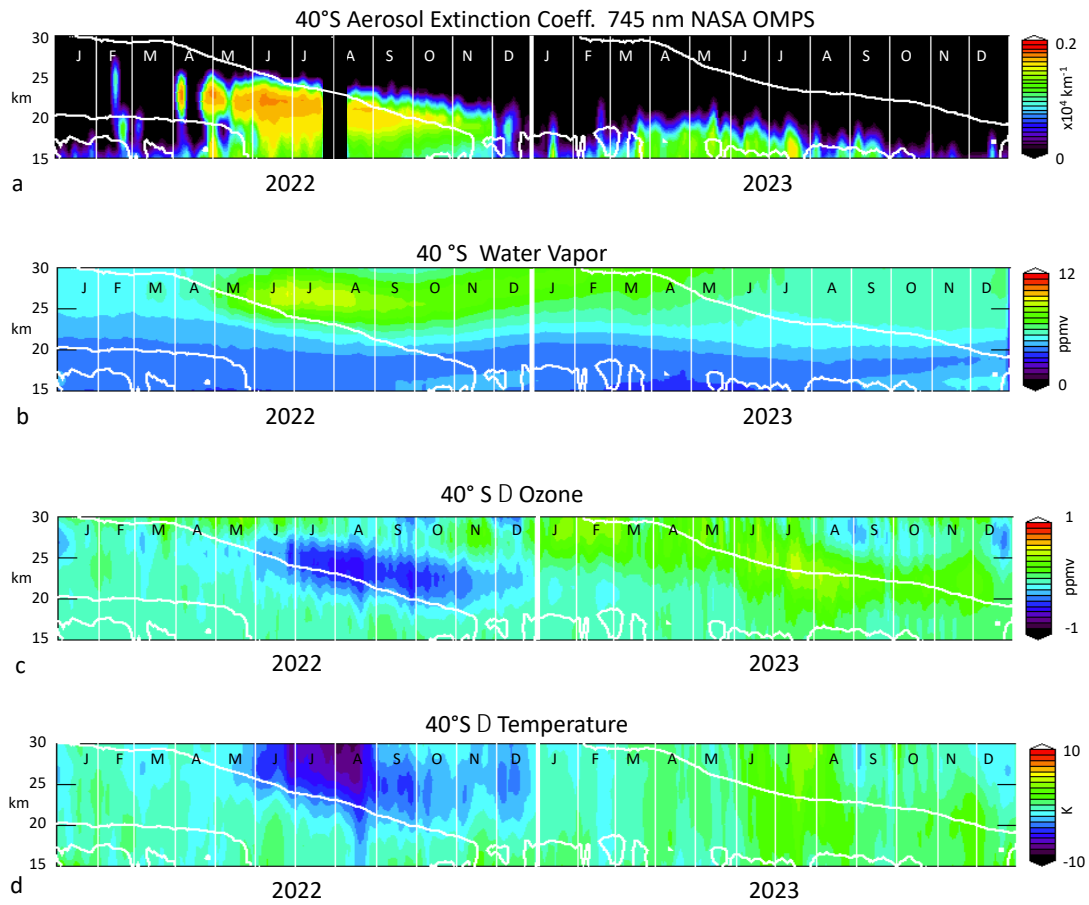 40°S Aerosol Extinction Coeff. 745 nm NASA OMPS
30
25
km
20
15
J F M A M J J A S O N D J F M A M J J A S O N D
0.2
x10⁴ km⁻¹
0
a
2022 2023
40 °S Water Vapor
30
25
km
20
15
J F M A M J J A S O N D J F M A M J J A S O N D
12
ppmv
0
b
2022 2023
40° S D Ozone
30
25
km
20
15
J F M A M J J A S O N D J F M A M J J A S O N D
1
ppmv
-1
c
2022 2023
40°S D Temperature
30
25
km
20
15
J F M A M J J A S O N D J F M A M J J A S O N D
10
K
-10
d
2022 2023